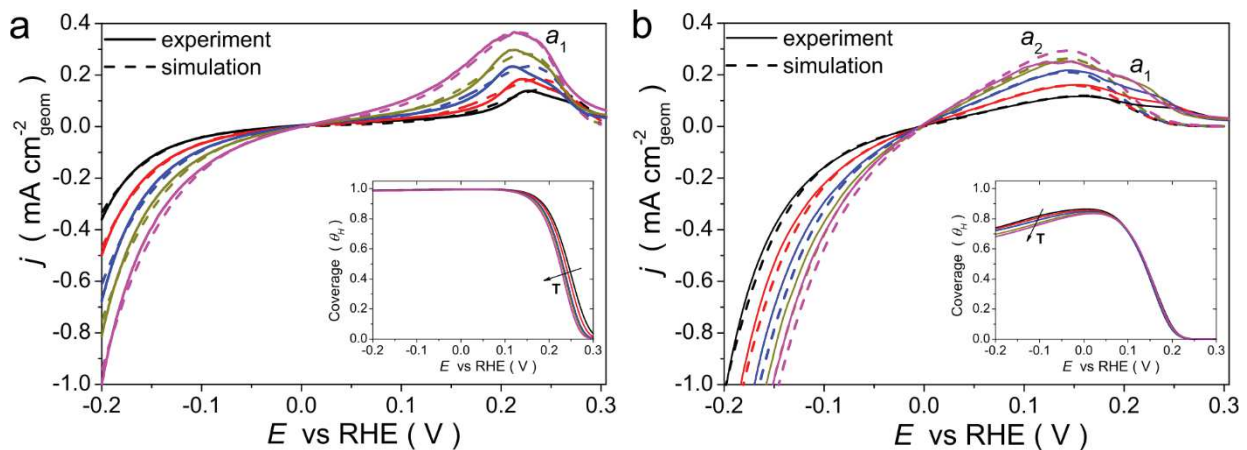 a
experiment
simulation
a1
0.4
0.2
0.0
-0.2
-0.4
-0.6
-0.8
-1.0
j ( mA cm-2 geom )
-0.2
-0.1
0.0
0.1
0.2
0.3
E vs RHE ( V )
1.0
0.8
0.6
0.4
0.2
0.0
Coverage ( θH )
T
-0.2
-0.1
0.0
0.1
0.2
0.3
E vs RHE ( V )
b
experiment
simulation
a2
a1
0.4
0.2
0.0
-0.2
-0.4
-0.6
-0.8
-1.0
j ( mA cm-2 geom )
-0.2
-0.1
0.0
0.1
0.2
0.3
E vs RHE ( V )
1.0
0.8
0.6
0.4
0.2
0.0
Coverage ( θH )
T
-0.2
-0.1
0.0
0.1
0.2
0.3
E vs RHE ( V )